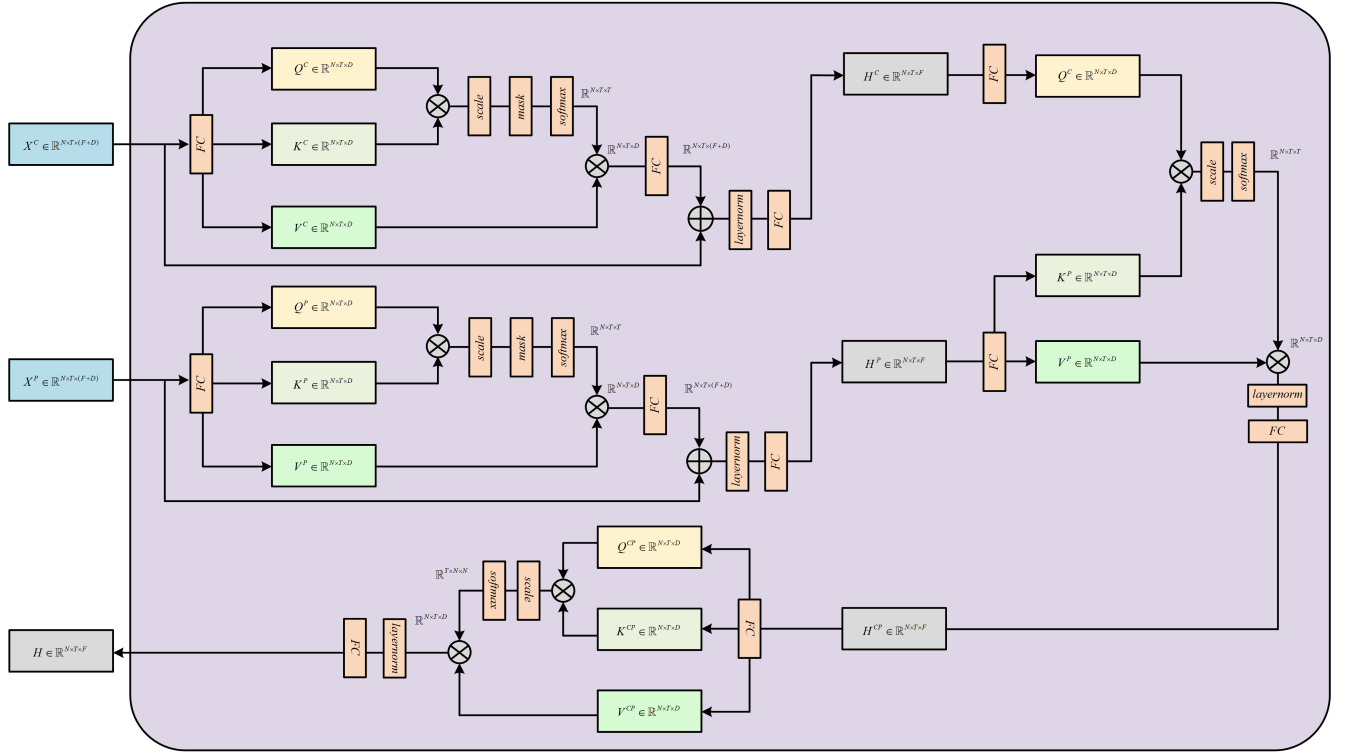 X^C ∈ ℝ^{N×T×(F+D)}
FC
Q^C ∈ ℝ^{N×T×D}
K^C ∈ ℝ^{N×T×D}
V^C ∈ ℝ^{N×T×D}
scale
mask
softmax
ℝ^{N×T×T}
ℝ^{N×T×D}
FC
ℝ^{N×T×(F+D)}
layernorm
FC
H^C ∈ ℝ^{N×T×F}
FC
Q^C ∈ ℝ^{N×T×D}
scale
softmax
ℝ^{N×T×T}
X^P ∈ ℝ^{N×T×(F+D)}
FC
Q^P ∈ ℝ^{N×T×D}
K^P ∈ ℝ^{N×T×D}
V^P ∈ ℝ^{N×T×D}
scale
mask
softmax
ℝ^{N×T×T}
ℝ^{N×T×D}
FC
ℝ^{N×T×(F+D)}
layernorm
FC
H^P ∈ ℝ^{N×T×F}
FC
K^P ∈ ℝ^{N×T×D}
V^P ∈ ℝ^{N×T×D}
ℝ^{N×T×D}
layernorm
FC
H^{CP} ∈ ℝ^{N×T×F}
FC
Q^{CP} ∈ ℝ^{N×T×D}
K^{CP} ∈ ℝ^{N×T×D}
V^{CP} ∈ ℝ^{N×T×D}
scale
sofmax
ℝ^{T×N×N}
ℝ^{N×T×D}
layernorm
FC
H ∈ ℝ^{N×T×F}